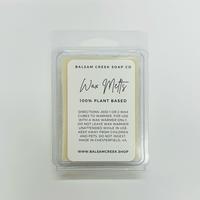 BALSAM CREEK SOAP CO
Wax Melts
100% PLANT BASED
DIRECTIONS: ADD 1 OR 2 WAX
CUBES TO WARMER. FOR USE
WITH A WAX WARMER ONLY.
DO NOT LEAVE WAX WARMER
UNATTENDED WHILE IN USE.
KEEP AWAY FROM CHILDREN
AND PETS. DO NOT INGEST.
MADE IN CHESTERFIELD, VA.
WWW.BALSAMCREEK.SHOP